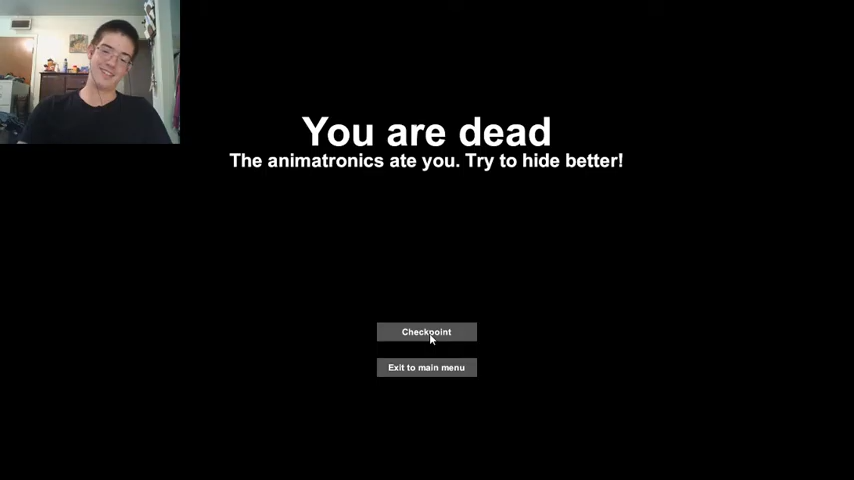 You are dead
The animatronics ate you. Try to hide better!
Checkpoint
Exit to main menu